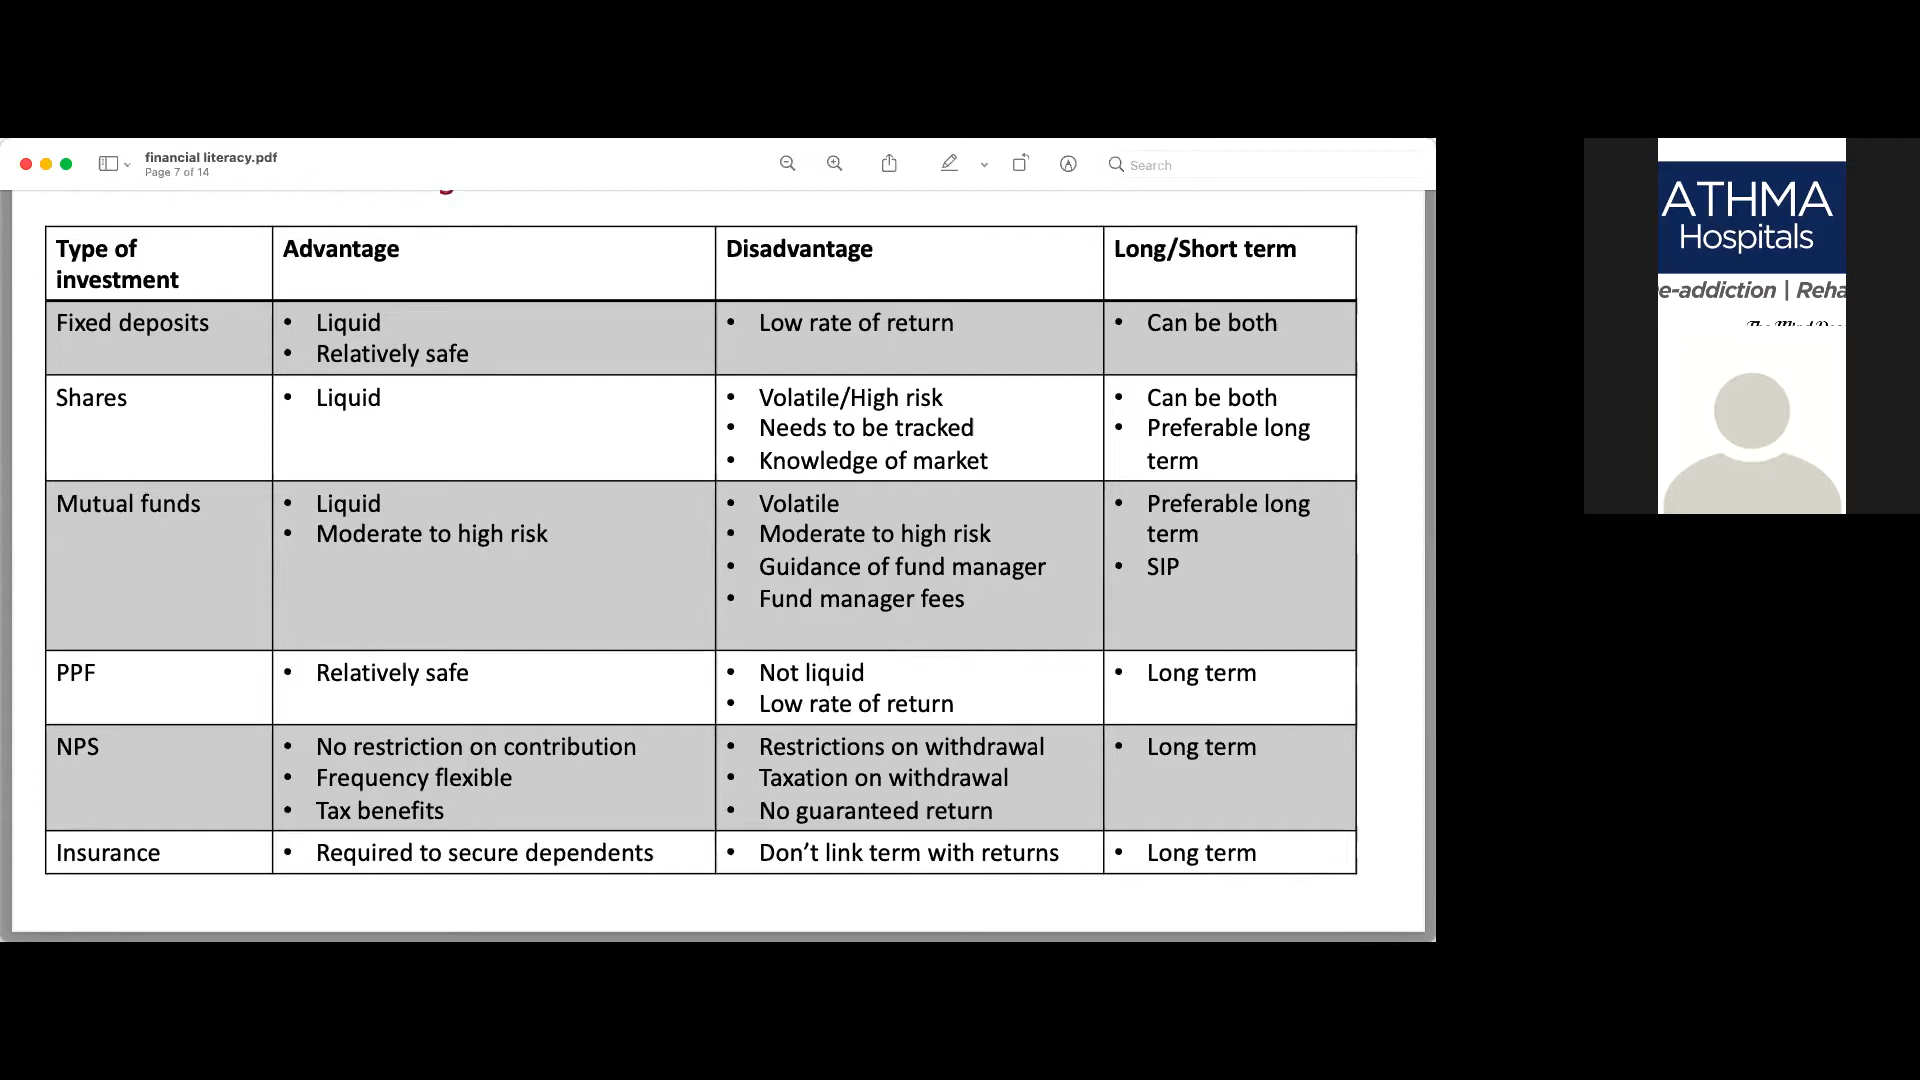 financial literacy.pdf
Page 7 of 14
Search
Type of investment | Advantage | Disadvantage | Long/Short term
Fixed deposits
• Liquid
• Relatively safe
• Low rate of return
• Can be both
Shares
• Liquid
• Volatile/High risk
• Needs to be tracked
• Knowledge of market
• Can be both
• Preferable long
term
Mutual funds
• Liquid
• Moderate to high risk
• Volatile
• Moderate to high risk
• Guidance of fund manager
• Fund manager fees
• Preferable long
term
• SIP
PPF
• Relatively safe
• Not liquid
• Low rate of return
• Long term
NPS
• No restriction on contribution
• Frequency flexible
• Tax benefits
• Restrictions on withdrawal
• Taxation on withdrawal
• No guaranteed return
• Long term
Insurance
• Required to secure dependents
• Don’t link term with returns
• Long term
ATHMA
Hospitals
e-addiction | Reha